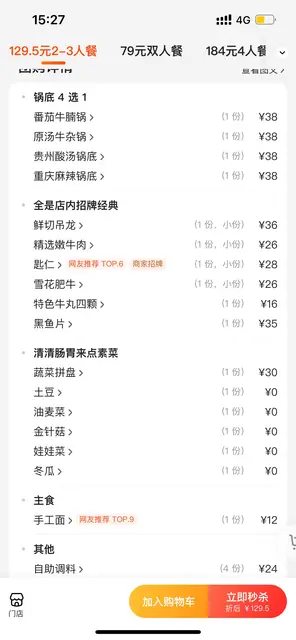 15:27
4G
129.5元2-3人餐 79元双人餐 184元4人餐
团购详情 查看图文
锅底 4 选 1
番茄牛腩锅 (1 份) ¥38
原汤牛杂锅 (1 份) ¥38
贵州酸汤锅底 (1 份) ¥38
重庆麻辣锅底 (1 份) ¥38
全是店内招牌经典
鲜切吊龙 (1 份，小份) ¥36
精选嫩牛肉 (1 份，小份) ¥26
匙仁 网友推荐 TOP.6 商家招牌 (1 份，小份) ¥28
雪花肥牛 (1 份，小份) ¥26
特色牛丸四颗 (1 份) ¥16
黑鱼片 (1 份) ¥35
清清肠胃来点素菜
蔬菜拼盘 (1 份) ¥30
土豆 (1 份) ¥0
油麦菜 (1 份) ¥0
金针菇 (1 份) ¥0
娃娃菜 (1 份) ¥0
冬瓜 (1 份) ¥0
主食
手工面 网友推荐 TOP.9 (1 份) ¥12
其他
自助调料 (4 份) ¥24
门店
加入购物车
立即秒杀
折后 ¥129.5